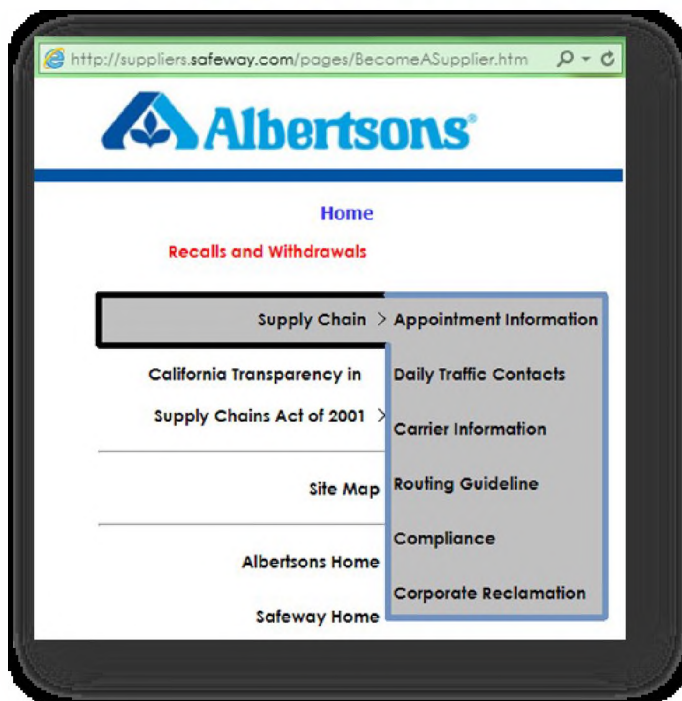 http://suppliers.safeway.com/pages/BecomeASupplier.htm
Albertsons®
Home
Recalls and Withdrawals
Supply Chain >
Appointment Information
Daily Traffic Contacts
Carrier Information
Routing Guideline
Compliance
Corporate Reclamation
California Transparency in
Supply Chains Act of 2001 >
Site Map
Albertsons Home
Safeway Home